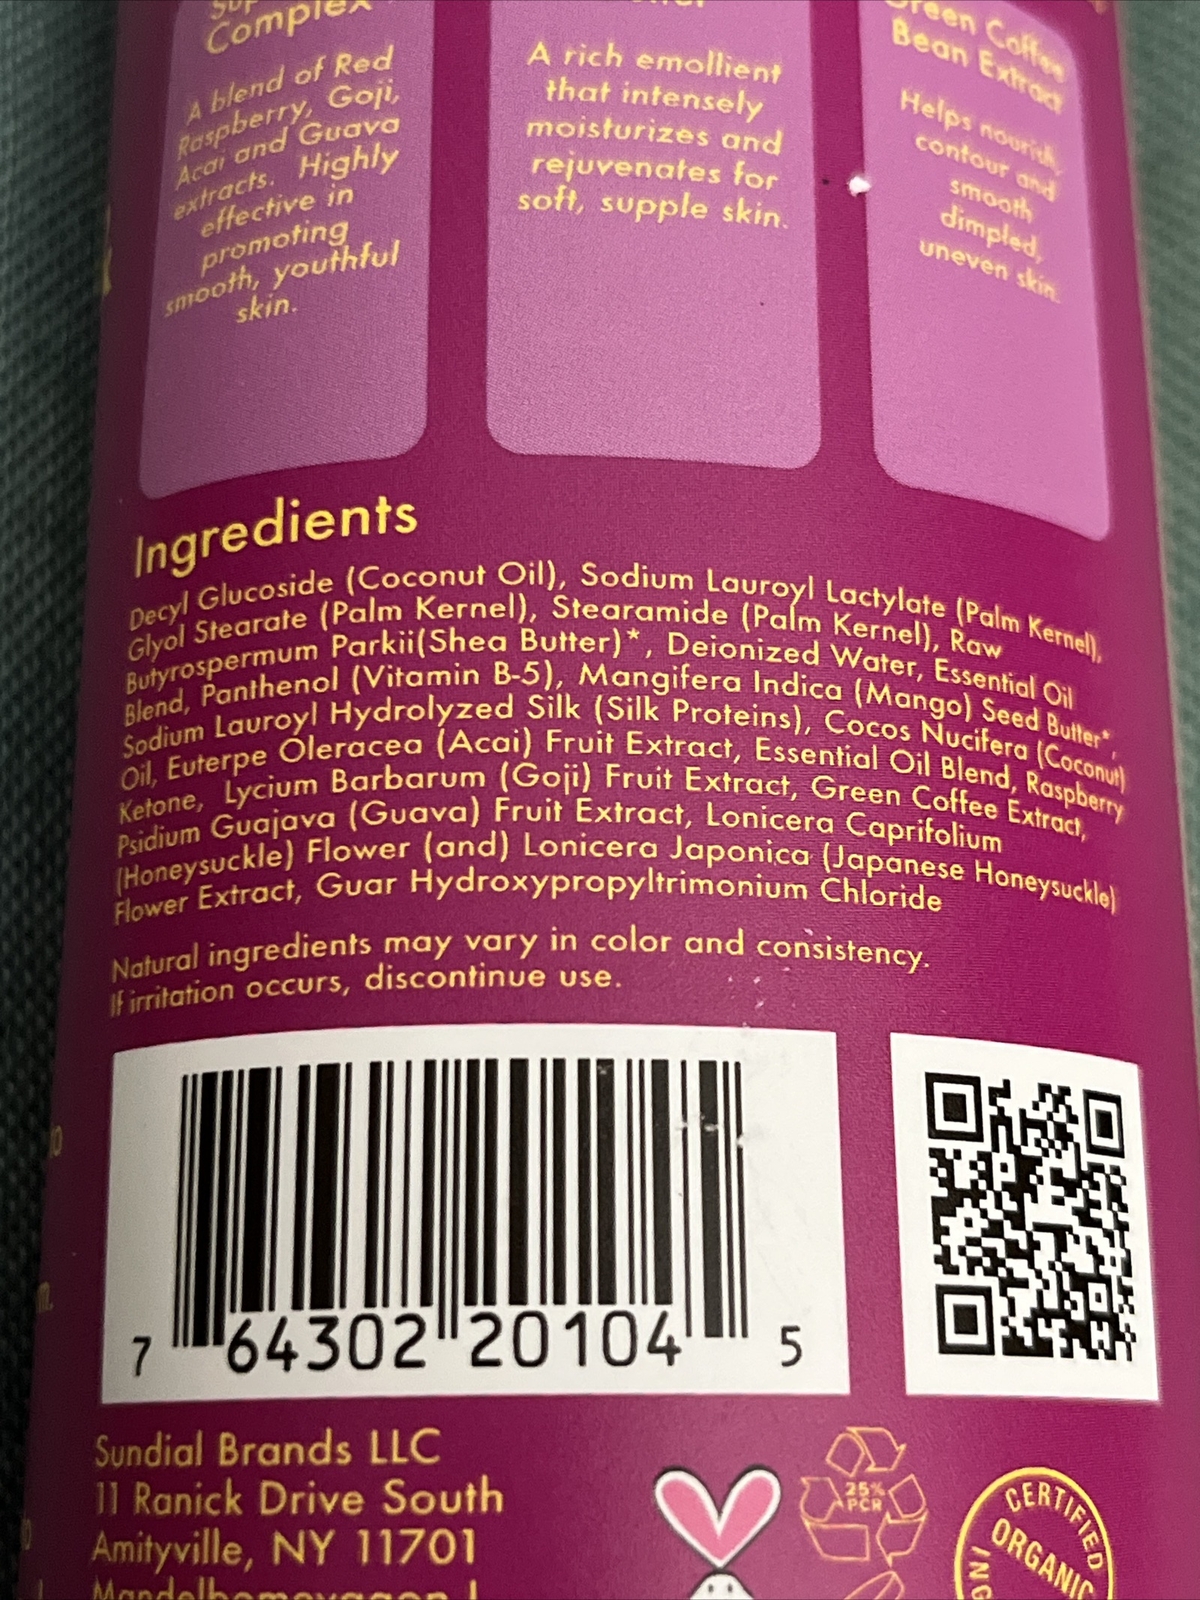 Complex
A blend of Red
Raspberry, Goji,
Acai and Guava
extracts. Highly
effective in
promoting
smooth, youthful
skin.
A rich emollient
that intensely
moisturizes and
rejuvenates for
soft, supple skin.
Green Coffee
Bean Extract
Helps nourish,
contour and
smooth
dimpled,
uneven skin.
Ingredients
Decyl Glucoside (Coconut Oil), Sodium Lauroyl Lactylate (Palm Kernel),
Glyol Stearate (Palm Kernel), Stearamide (Palm Kernel), Raw
Butyrospermum Parkii(Shea Butter)*, Deionized Water, Essential Oil
Blend, Panthenol (Vitamin B-5), Mangifera Indica (Mango) Seed Butter*,
Sodium Lauroyl Hydrolyzed Silk (Silk Proteins), Cocos Nucifera (Coconut)
Oil, Euterpe Oleracea (Acai) Fruit Extract, Essential Oil Blend, Raspberry
Ketone, Lycium Barbarum (Goji) Fruit Extract, Green Coffee Extract,
Psidium Guajava (Guava) Fruit Extract, Lonicera Caprifolium
(Honeysuckle) Flower (and) Lonicera Japonica (Japanese Honeysuckle)
Flower Extract, Guar Hydroxypropyltrimonium Chloride
Natural ingredients may vary in color and consistency.
If irritation occurs, discontinue use.
7 64302 20104 5
Sundial Brands LLC
11 Ranick Drive South
Amityville, NY 11701
25%
PCR
CERTIFIED
ORGANIC